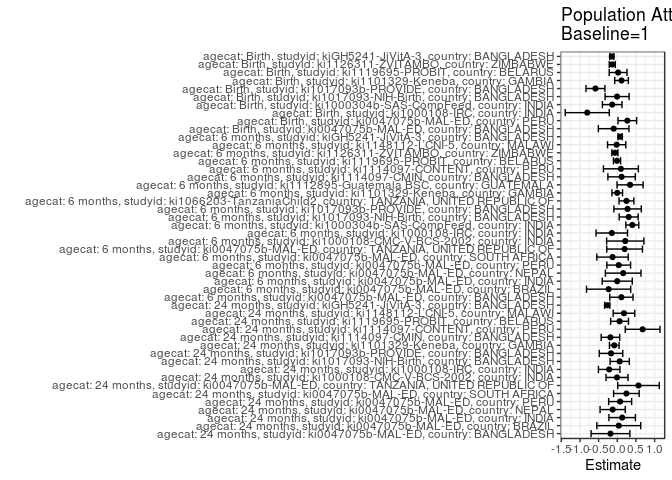 Population Att
Baseline=1
agecat: Birth, studyid: kiGH5241-JiVitA-3, country: BANGLADESH
agecat: Birth, studyid: ki1126311-ZVITAMBO, country: ZIMBABWE
agecat: Birth, studyid: ki1119695-PROBIT, country: BELARUS
agecat: Birth, studyid: ki1101329-Keneba, country: GAMBIA
agecat: Birth, studyid: ki1017093b-PROVIDE, country: BANGLADESH
agecat: Birth, studyid: ki1017093-NIH-Birth, country: BANGLADESH
agecat: Birth, studyid: ki1000304b-SAS-CompFeed, country: INDIA
agecat: Birth, studyid: ki1000108-IRC, country: INDIA
agecat: Birth, studyid: ki0047075b-MAL-ED, country: PERU
agecat: Birth, studyid: ki0047075b-MAL-ED, country: BANGLADESH
agecat: 6 months, studyid: kiGH5241-JiVitA-3, country: BANGLADESH
agecat: 6 months, studyid: ki1148112-LCNI-5, country: MALAWI
agecat: 6 months, studyid: ki1126311-ZVITAMBO, country: ZIMBABWE
agecat: 6 months, studyid: ki1119695-PROBIT, country: BELARUS
agecat: 6 months, studyid: ki1114097-CONTENT, country: PERU
agecat: 6 months, studyid: ki1114097-CMIN, country: BANGLADESH
agecat: 6 months, studyid: ki1112895-Guatemala BSC, country: GUATEMALA
agecat: 6 months, studyid: ki1101329-Keneba, country: GAMBIA
agecat: 6 months, studyid: ki1066203-TanzaniaChild2, country: TANZANIA, UNITED REPUBLIC OF
agecat: 6 months, studyid: ki1017093b-PROVIDE, country: BANGLADESH
agecat: 6 months, studyid: ki1017093-NIH-Birth, country: BANGLADESH
agecat: 6 months, studyid: ki1000304b-SAS-CompFeed, country: INDIA
agecat: 6 months, studyid: ki1000108-IRC, country: INDIA
agecat: 6 months, studyid: ki1000108-CMC-V-BCS-2002, country: INDIA
agecat: 6 months, studyid: ki0047075b-MAL-ED, country: TANZANIA, UNITED REPUBLIC OF
agecat: 6 months, studyid: ki0047075b-MAL-ED, country: SOUTH AFRICA
agecat: 6 months, studyid: ki0047075b-MAL-ED, country: PERU
agecat: 6 months, studyid: ki0047075b-MAL-ED, country: NEPAL
agecat: 6 months, studyid: ki0047075b-MAL-ED, country: INDIA
agecat: 6 months, studyid: ki0047075b-MAL-ED, country: BRAZIL
agecat: 6 months, studyid: ki0047075b-MAL-ED, country: BANGLADESH
agecat: 24 months, studyid: kiGH5241-JiVitA-3, country: BANGLADESH
agecat: 24 months, studyid: ki1148112-LCNI-5, country: MALAWI
agecat: 24 months, studyid: ki1119695-PROBIT, country: BELARUS
agecat: 24 months, studyid: ki1114097-CONTENT, country: PERU
agecat: 24 months, studyid: ki1114097-CMIN, country: BANGLADESH
agecat: 24 months, studyid: ki1101329-Keneba, country: GAMBIA
agecat: 24 months, studyid: ki1017093b-PROVIDE, country: BANGLADESH
agecat: 24 months, studyid: ki1017093-NIH-Birth, country: BANGLADESH
agecat: 24 months, studyid: ki1000108-IRC, country: INDIA
agecat: 24 months, studyid: ki1000108-CMC-V-BCS-2002, country: INDIA
agecat: 24 months, studyid: ki0047075b-MAL-ED, country: TANZANIA, UNITED REPUBLIC OF
agecat: 24 months, studyid: ki0047075b-MAL-ED, country: SOUTH AFRICA
agecat: 24 months, studyid: ki0047075b-MAL-ED, country: PERU
agecat: 24 months, studyid: ki0047075b-MAL-ED, country: NEPAL
agecat: 24 months, studyid: ki0047075b-MAL-ED, country: INDIA
agecat: 24 months, studyid: ki0047075b-MAL-ED, country: BRAZIL
agecat: 24 months, studyid: ki0047075b-MAL-ED, country: BANGLADESH
-1.5 -1.0 -0.5 0.0 0.5 1.0
Estimate